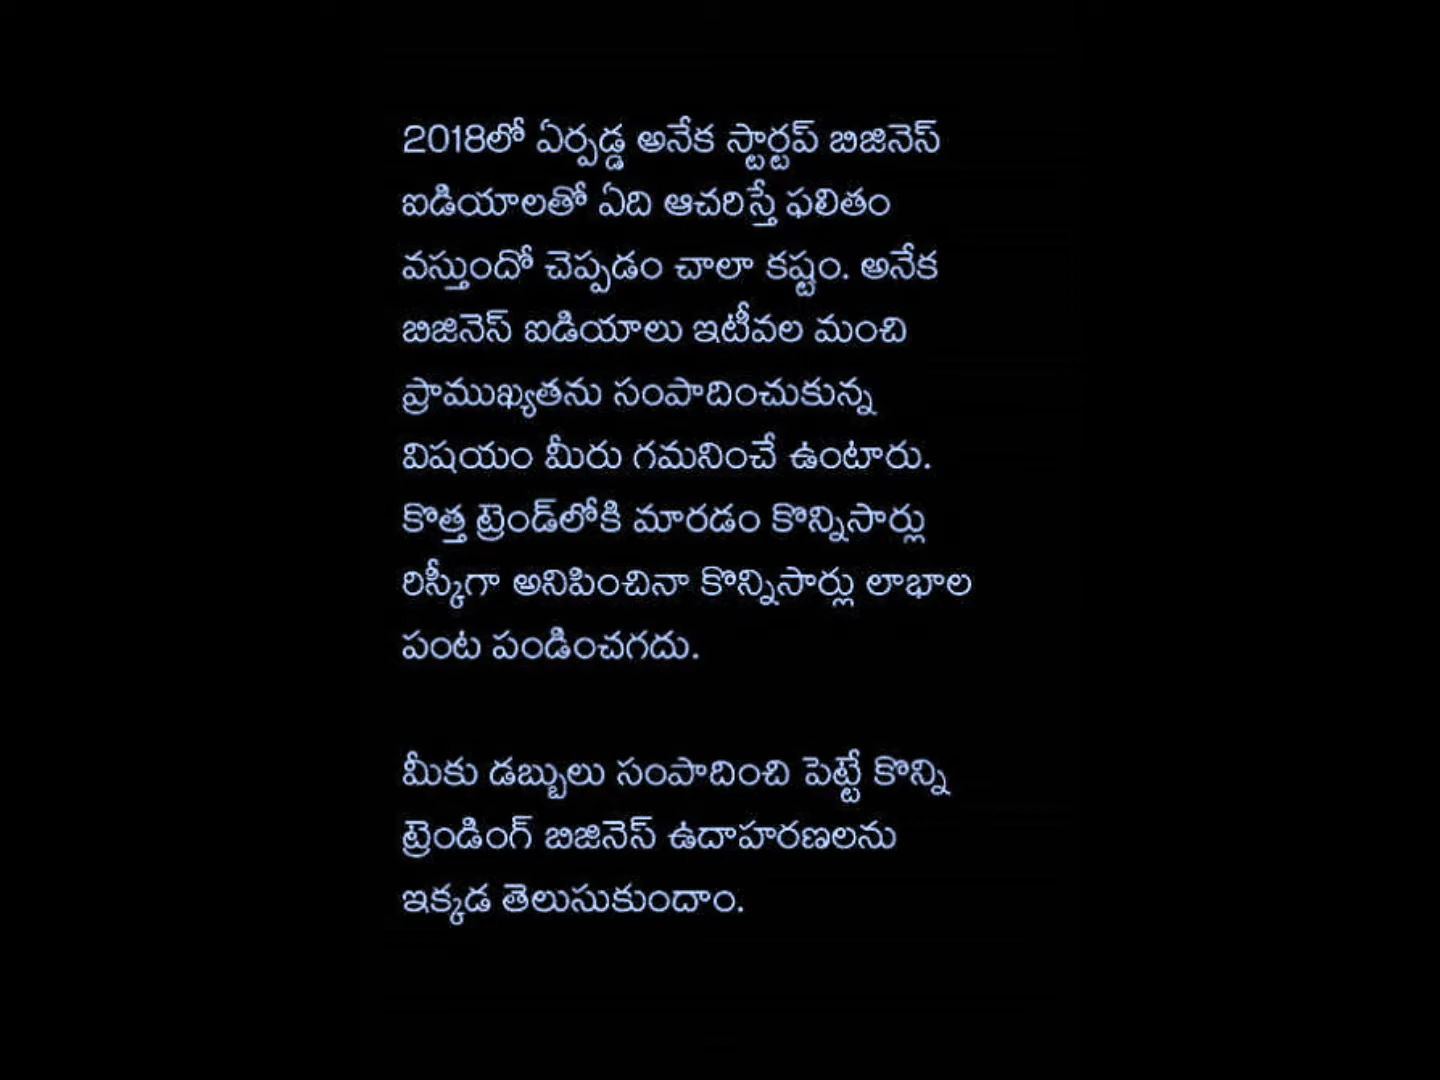 2018లో ఏర్పడ్డ అనేక స్టార్టప్ బిజినెస్
ఐడియాలతో ఏది ఆచరిస్తే ఫలితం
వస్తుందో చెప్పడం చాలా కష్టం. అనేక
బిజినెస్ ఐడియాలు ఇటీవల మంచి
ప్రాముఖ్యతను సంపాదించుకున్న
విషయం మీరు గమనించే ఉంటారు.
కొత్త ట్రెండ్‌లోకి మారడం కొన్నిసార్లు
రిస్కీగా అనిపించినా కొన్నిసార్లు లాభాల
పంట పండించగదు.
మీకు డబ్బులు సంపాదించి పెట్టే కొన్ని
ట్రెండింగ్ బిజినెస్ ఉదాహరణలను
ఇక్కడ తెలుసుకుందాం.